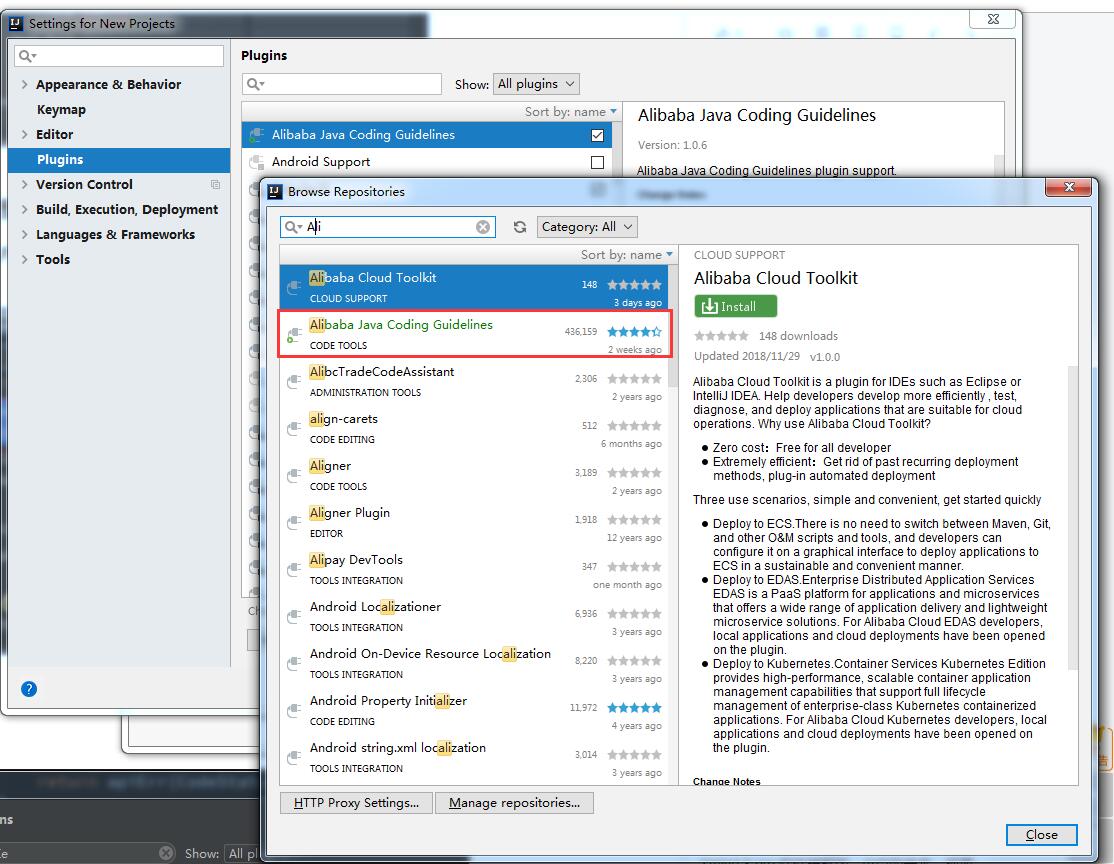 Settings for New Projects
Appearance & Behavior
Keymap
Editor
Plugins
Version Control
Build, Execution, Deployment
Languages & Frameworks
Tools
Plugins
Show: All plugins
Sort by: name
Alibaba Java Coding Guidelines
Android Support
Alibaba Java Coding Guidelines
Version: 1.0.6
Alibaba Java Coding Guidelines plugin support.
Change Notes
Browse Repositories
Ali
Category: All
Sort by: name
Alibaba Cloud Toolkit 148
CLOUD SUPPORT 3 days ago
Alibaba Java Coding Guidelines 436,159
CODE TOOLS 2 weeks ago
AlibcTradeCodeAssistant 2,306
ADMINISTRATION TOOLS 2 years ago
align-carets 512
CODE EDITING 6 months ago
Aligner 3,189
CODE TOOLS 2 years ago
Aligner Plugin 1,918
EDITOR 12 years ago
Alipay DevTools 347
TOOLS INTEGRATION one month ago
Android Localizationer 6,936
TOOLS INTEGRATION 3 years ago
Android On-Device Resource Localization 8,220
TOOLS INTEGRATION 3 years ago
Android Property Initializer 11,972
CODE EDITING 4 years ago
Android string.xml localization 3,014
TOOLS INTEGRATION 3 years ago
CLOUD SUPPORT
Alibaba Cloud Toolkit
Install
148 downloads
Updated 2018/11/29 v1.0.0
Alibaba Cloud Toolkit is a plugin for IDEs such as Eclipse or
IntelliJ IDEA. Help developers develop more efficiently , test,
diagnose, and deploy applications that are suitable for cloud
operations. Why use Alibaba Cloud Toolkit?
● Zero cost：Free for all developer
● Extremely efficient：Get rid of past recurring deployment
methods, plug-in automated deployment
Three use scenarios, simple and convenient, get started quickly
● Deploy to ECS.There is no need to switch between Maven, Git,
and other O&M scripts and tools, and developers can
configure it on a graphical interface to deploy applications to
ECS in a sustainable and convenient manner.
● Deploy to EDAS.Enterprise Distributed Application Services
EDAS is a PaaS platform for applications and microservices
that offers a wide range of application delivery and lightweight
microservice solutions. For Alibaba Cloud EDAS developers,
local applications and cloud deployments have been opened
on the plugin.
● Deploy to Kubernetes.Container Services Kubernetes Edition
provides high-performance, scalable container application
management capabilities that support full lifecycle
management of enterprise-class Kubernetes containerized
applications. For Alibaba Cloud Kubernetes developers, local
applications and cloud deployments have been opened on
the plugin.
Change Notes
HTTP Proxy Settings...
Manage repositories...
Close
ns
Show: All pl